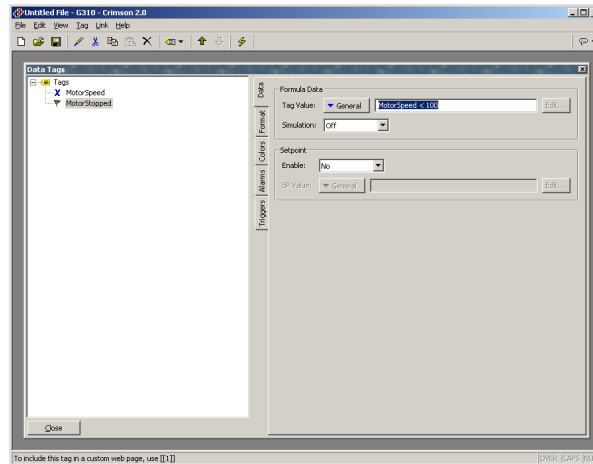 Untitled File - G310 - Crimson 2.0
File Edit View Tag Link Help
Data Tags
Tags
MotorSpeed
MotorStopped
Data
Format
Colors
Alarms
Triggers
Formula Data
Tag Value: General MotorSpeed < 100 Edit...
Simulation: Off
Setpoint
Enable: No
SP Value: General Edit...
Close
To include this tag in a custom web page, use [[1]]
OVER CAPS NU